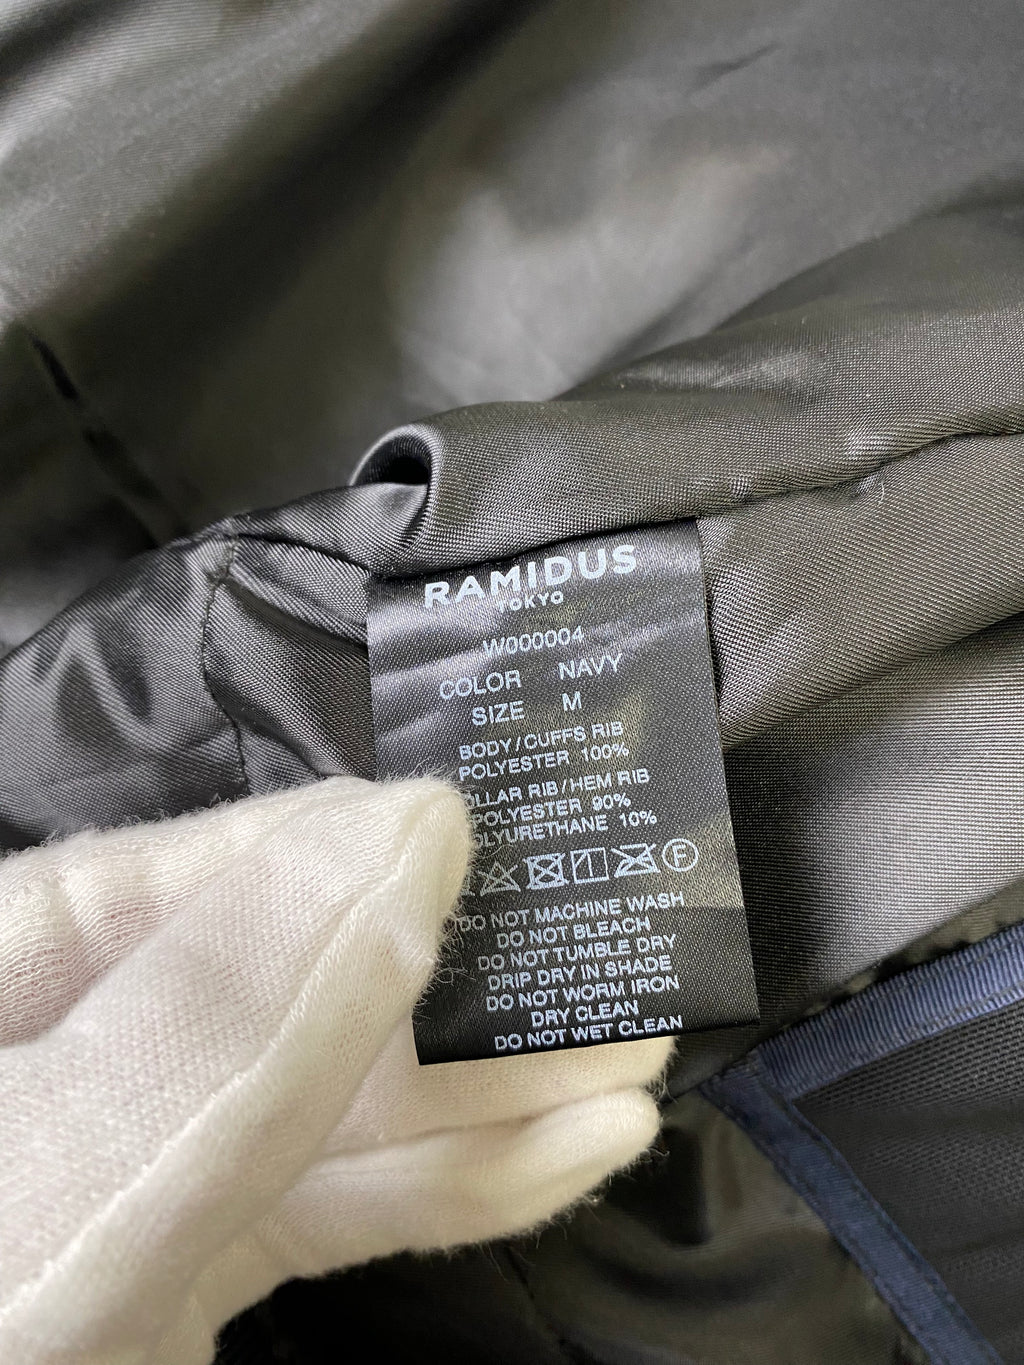 RAMIDUS
TOKYO
W000004
COLOR NAVY
SIZE M
BODY/CUFFS RIB
POLYESTER 100%
OLLAR RIB/HEM RIB
POLYESTER 90%
OLYURETHANE 10%
F
DO NOT MACHINE WASH
DO NOT BLEACH
DO NOT TUMBLE DRY
DRIP DRY IN SHADE
DO NOT WORM IRON
DRY CLEAN
DO NOT WET CLEAN